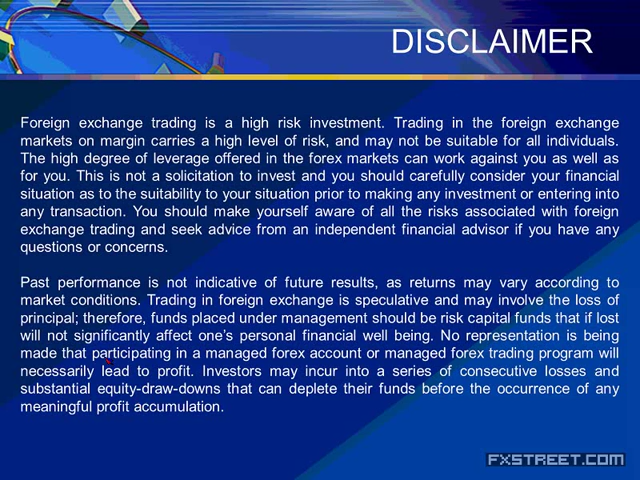 DISCLAIMER
Foreign exchange trading is a high risk investment. Trading in the foreign exchange
markets on margin carries a high level of risk, and may not be suitable for all individuals.
The high degree of leverage offered in the forex markets can work against you as well as
for you. This is not a solicitation to invest and you should carefully consider your financial
situation as to the suitability to your situation prior to making any investment or entering into
any transaction. You should make yourself aware of all the risks associated with foreign
exchange trading and seek advice from an independent financial advisor if you have any
questions or concerns.
Past performance is not indicative of future results, as returns may vary according to
market conditions. Trading in foreign exchange is speculative and may involve the loss of
principal; therefore, funds placed under management should be risk capital funds that if lost
will not significantly affect one’s personal financial well being. No representation is being
made that participating in a managed forex account or managed forex trading program will
necessarily lead to profit. Investors may incur into a series of consecutive losses and
substantial equity-draw-downs that can deplete their funds before the occurrence of any
meaningful profit accumulation.
FXSTREET.COM